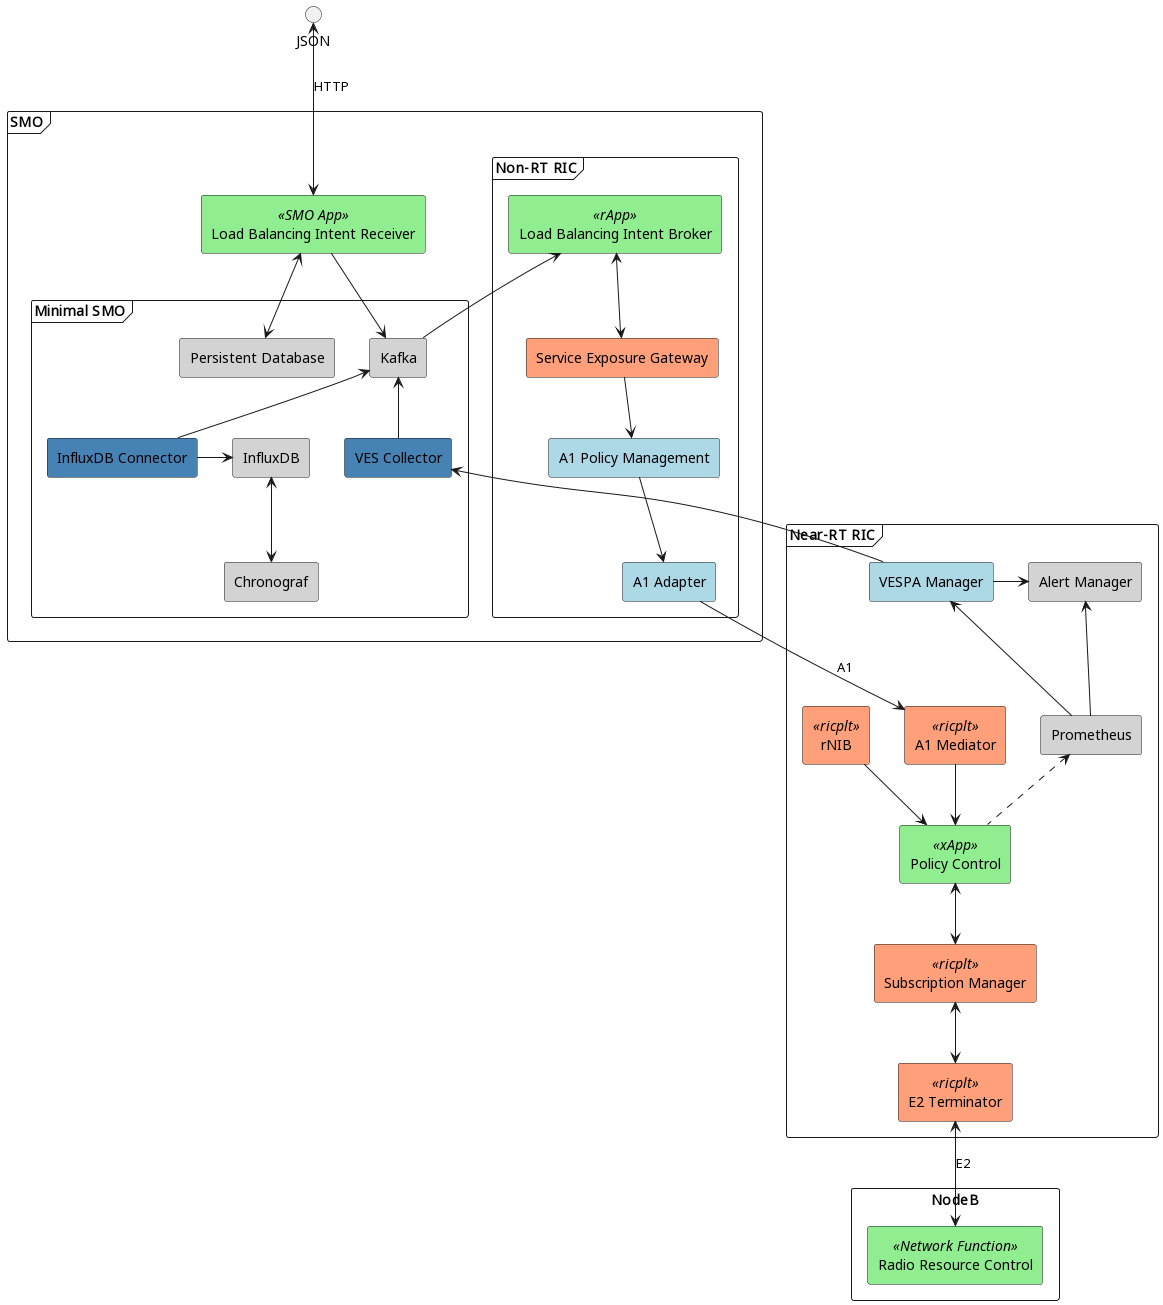 JSON
HTTP
SMO
Non-RT RIC
«SMO App»
Load Balancing Intent Receiver
«rApp»
Load Balancing Intent Broker
Minimal SMO
Persistent Database
Kafka
Service Exposure Gateway
InfluxDB Connector
InfluxDB
VES Collector
A1 Policy Management
Near-RT RIC
Chronograf
A1 Adapter
VESPA Manager
Alert Manager
A1
«ricplt»
rNIB
«ricplt»
A1 Mediator
Prometheus
«xApp»
Policy Control
«ricplt»
Subscription Manager
«ricplt»
E2 Terminator
E2
NodeB
«Network Function»
Radio Resource Control